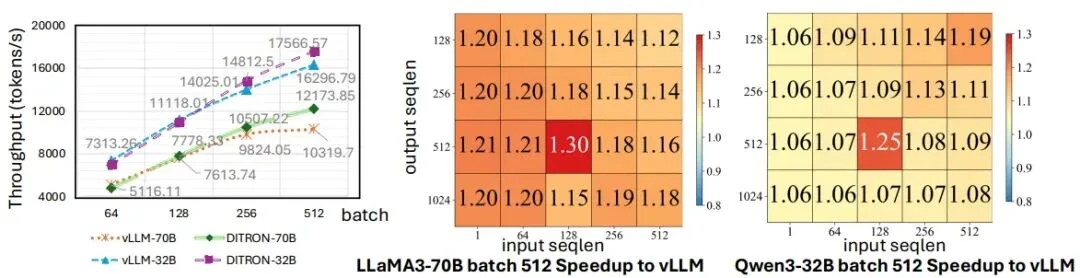 Throughput (tokens/s)
20000
16000
12000
8000
4000
7313.26
11118.01
14025.01
14812.5
17566.57
16296.79
12173.85
10507.22
7778.33
9824.05
10319.7
7613.74
5116.11
64 128 256 512 batch
vLLM-70B DITRON-70B
vLLM-32B DITRON-32B
output seqlen
128 1.20 1.18 1.16 1.14 1.12
256 1.20 1.20 1.18 1.15 1.14
512 1.21 1.21 1.30 1.18 1.16
1024 1.20 1.20 1.15 1.19 1.18
1 64 128 256 512
input seqlen
1.3
1.2
1.1
1.0
0.9
0.8
LLaMA3-70B batch 512 Speedup to vLLM
128 1.06 1.09 1.11 1.14 1.19
256 1.06 1.07 1.09 1.13 1.11
512 1.06 1.07 1.25 1.08 1.09
1024 1.06 1.06 1.07 1.07 1.08
1 64 128 256 512
input seqlen
1.3
1.2
1.1
1.0
0.9
0.8
Qwen3-32B batch 512 Speedup to vLLM